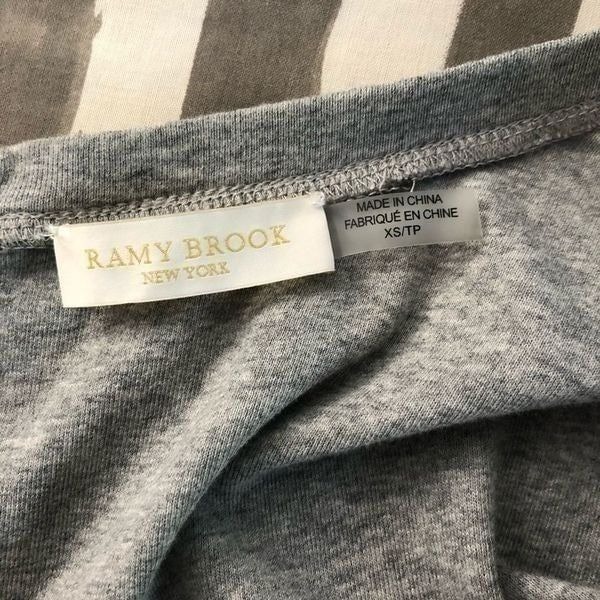 RAMY BROOK
NEW YORK
MADE IN CHINA
FABRIQUÉ EN CHINE
XS/TP